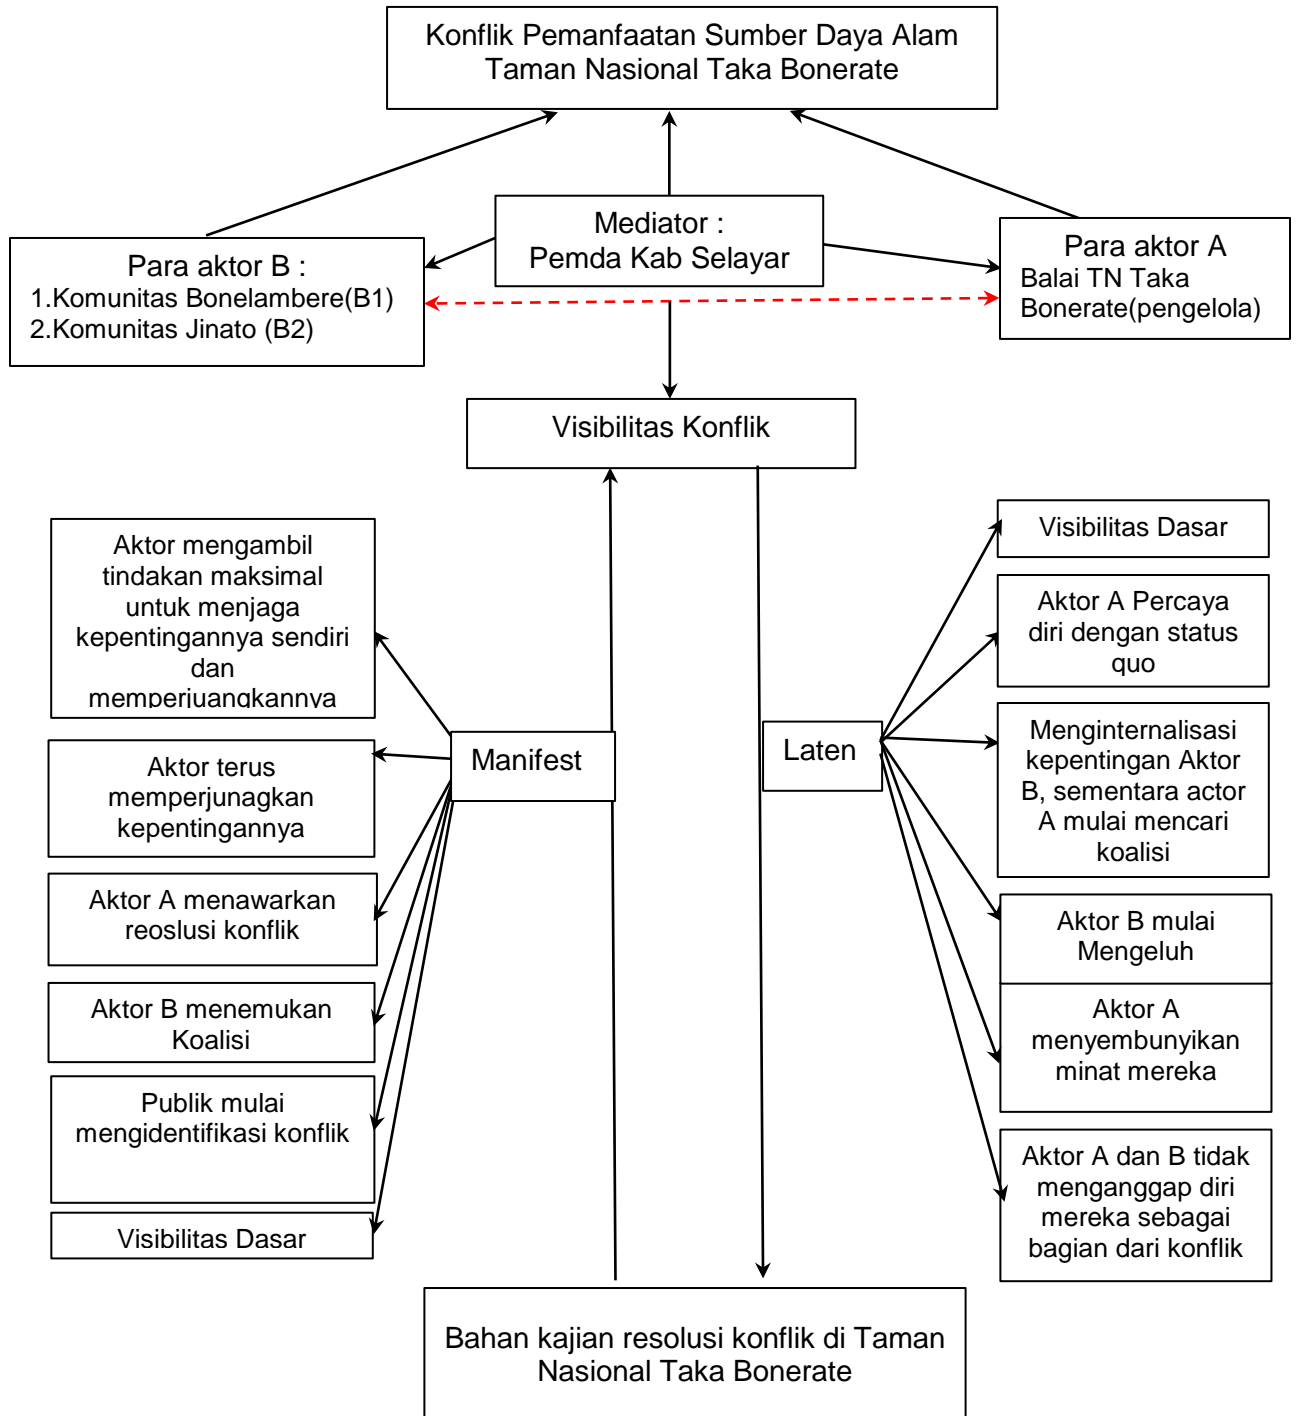 Konflik Pemanfaatan Sumber Daya Alam
Taman Nasional Taka Bonerate
Mediator :
Pemda Kab Selayar
Para aktor B :
1.Komunitas Bonelambere(B1)
2.Komunitas Jinato (B2)
Para aktor A
Balai TN Taka
Bonerate(pengelola)
Visibilitas Konflik
Aktor mengambil
tindakan maksimal
untuk menjaga
kepentingannya sendiri
dan
memperjuangkannya
Aktor terus
memperjunagkan
kepentingannya
Aktor A menawarkan
reoslusi konflik
Aktor B menemukan
Koalisi
Publik mulai
mengidentifikasi konflik
Visibilitas Dasar
Manifest
Laten
Visibilitas Dasar
Aktor A Percaya
diri dengan status
quo
Menginternalisasi
kepentingan Aktor
B, sementara actor
A mulai mencari
koalisi
Aktor B mulai
Mengeluh
Aktor A
menyembunyikan
minat mereka
Aktor A dan B tidak
menganggap diri
mereka sebagai
bagian dari konflik
Bahan kajian resolusi konflik di Taman
Nasional Taka Bonerate